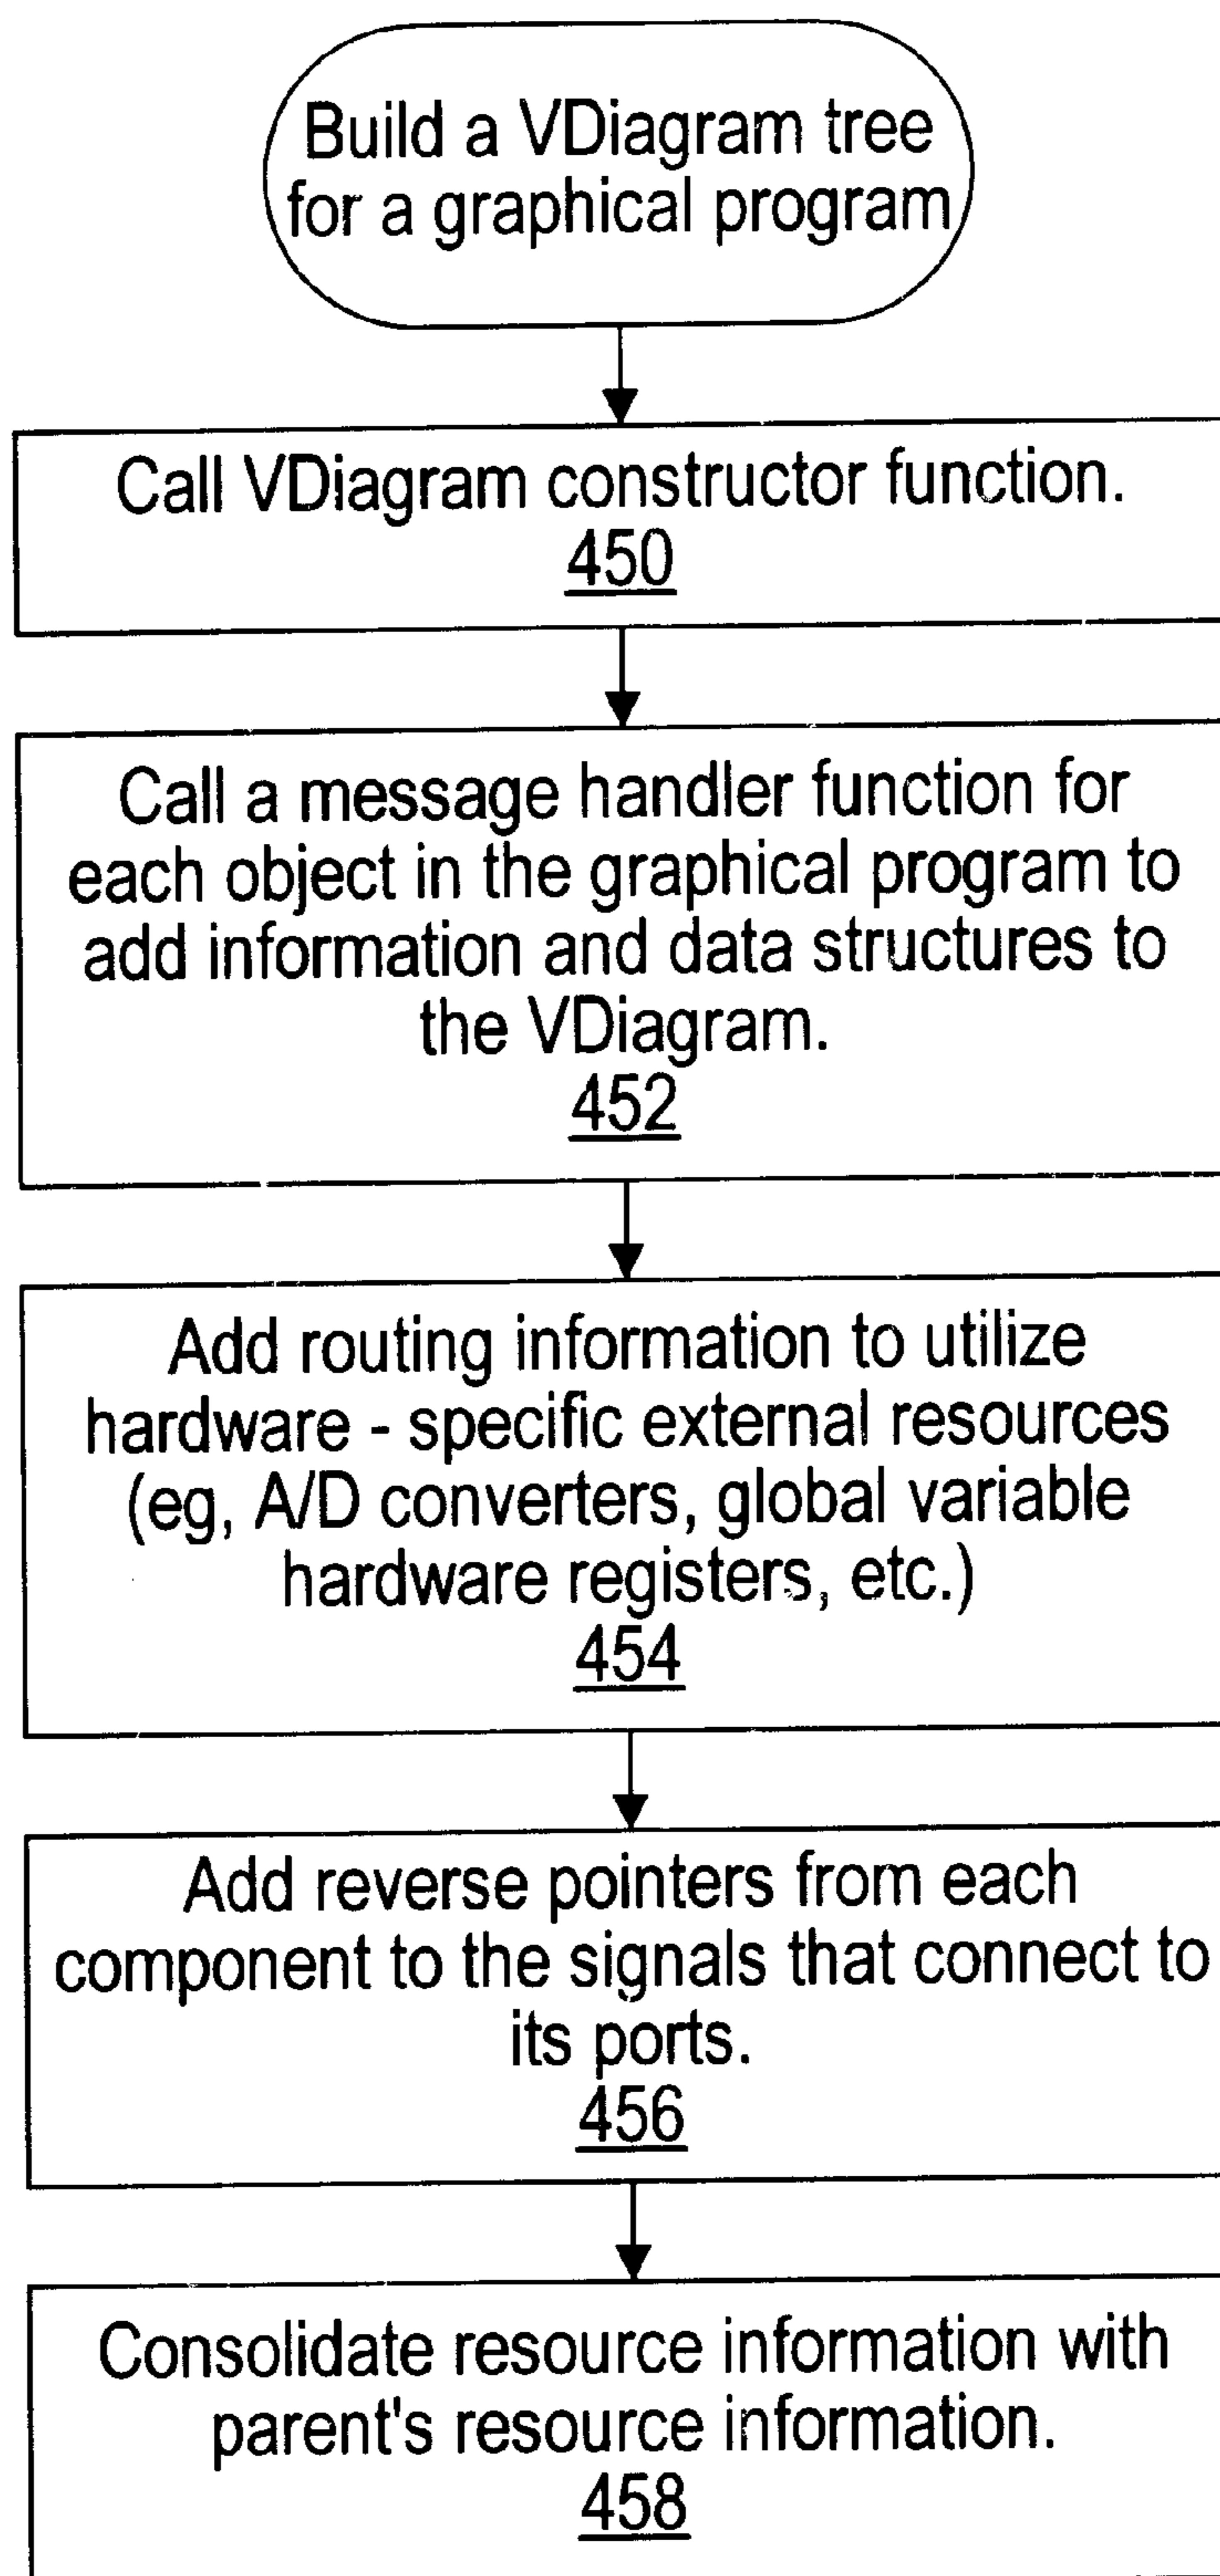 Build a VDiagram tree
for a graphical program
Call VDiagram constructor function.
450
Call a message handler function for
each object in the graphical program to
add information and data structures to
the VDiagram.
452
Add routing information to utilize
hardware - specific external resources
(eg, A/D converters, global variable
hardware registers, etc.)
454
Add reverse pointers from each
component to the signals that connect to
its ports.
456
Consolidate resource information with
parent's resource information.
458